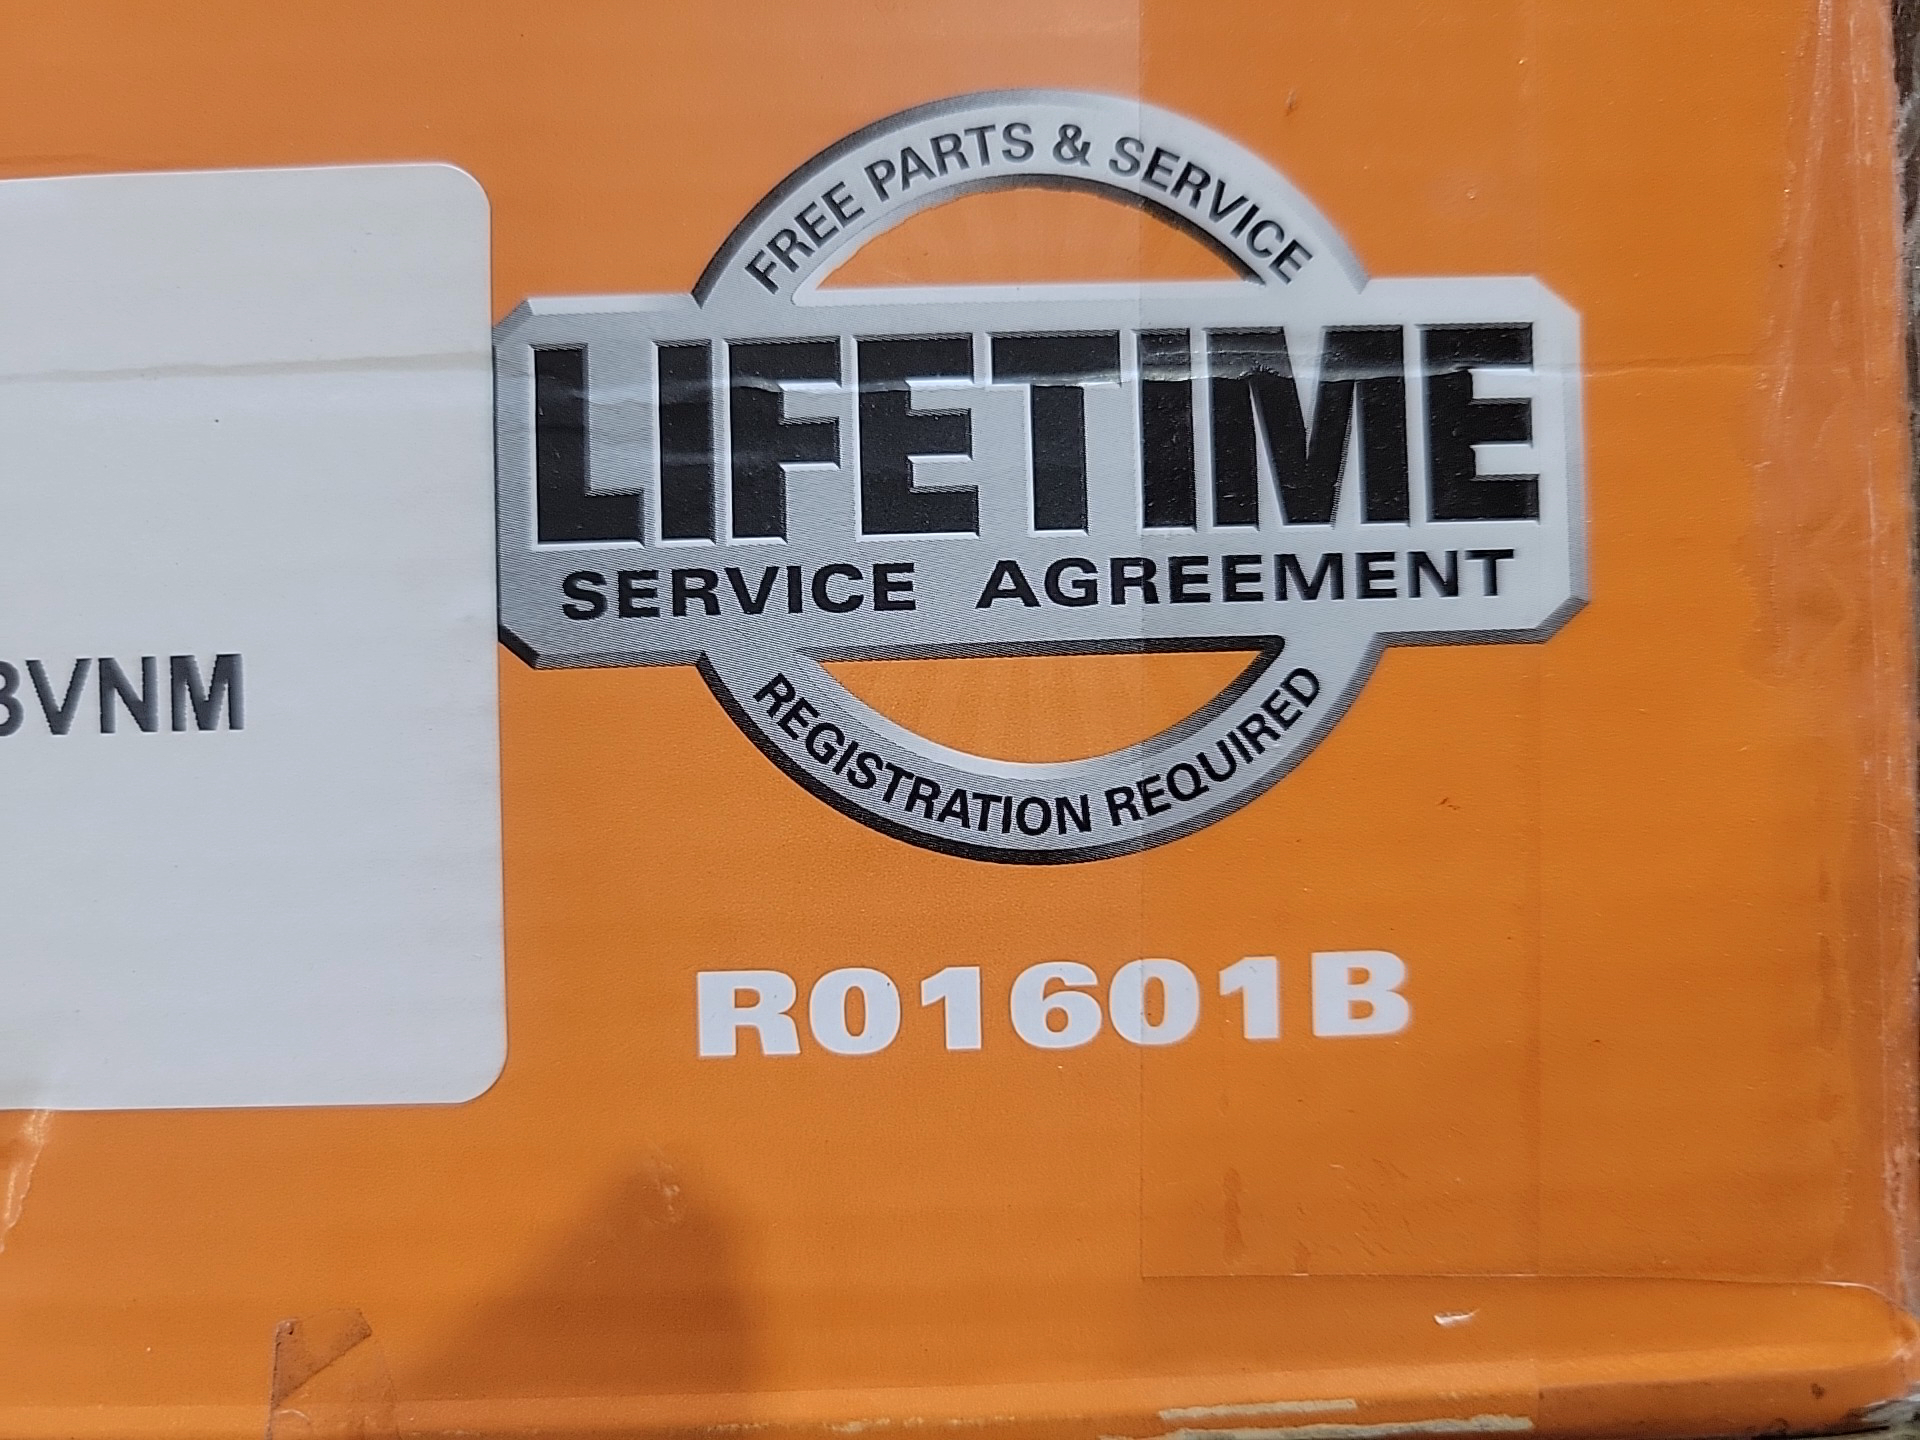 FREE PARTS & SERVICE
LIFETIME
SERVICE AGREEMENT
REGISTRATION REQUIRED
R01601B